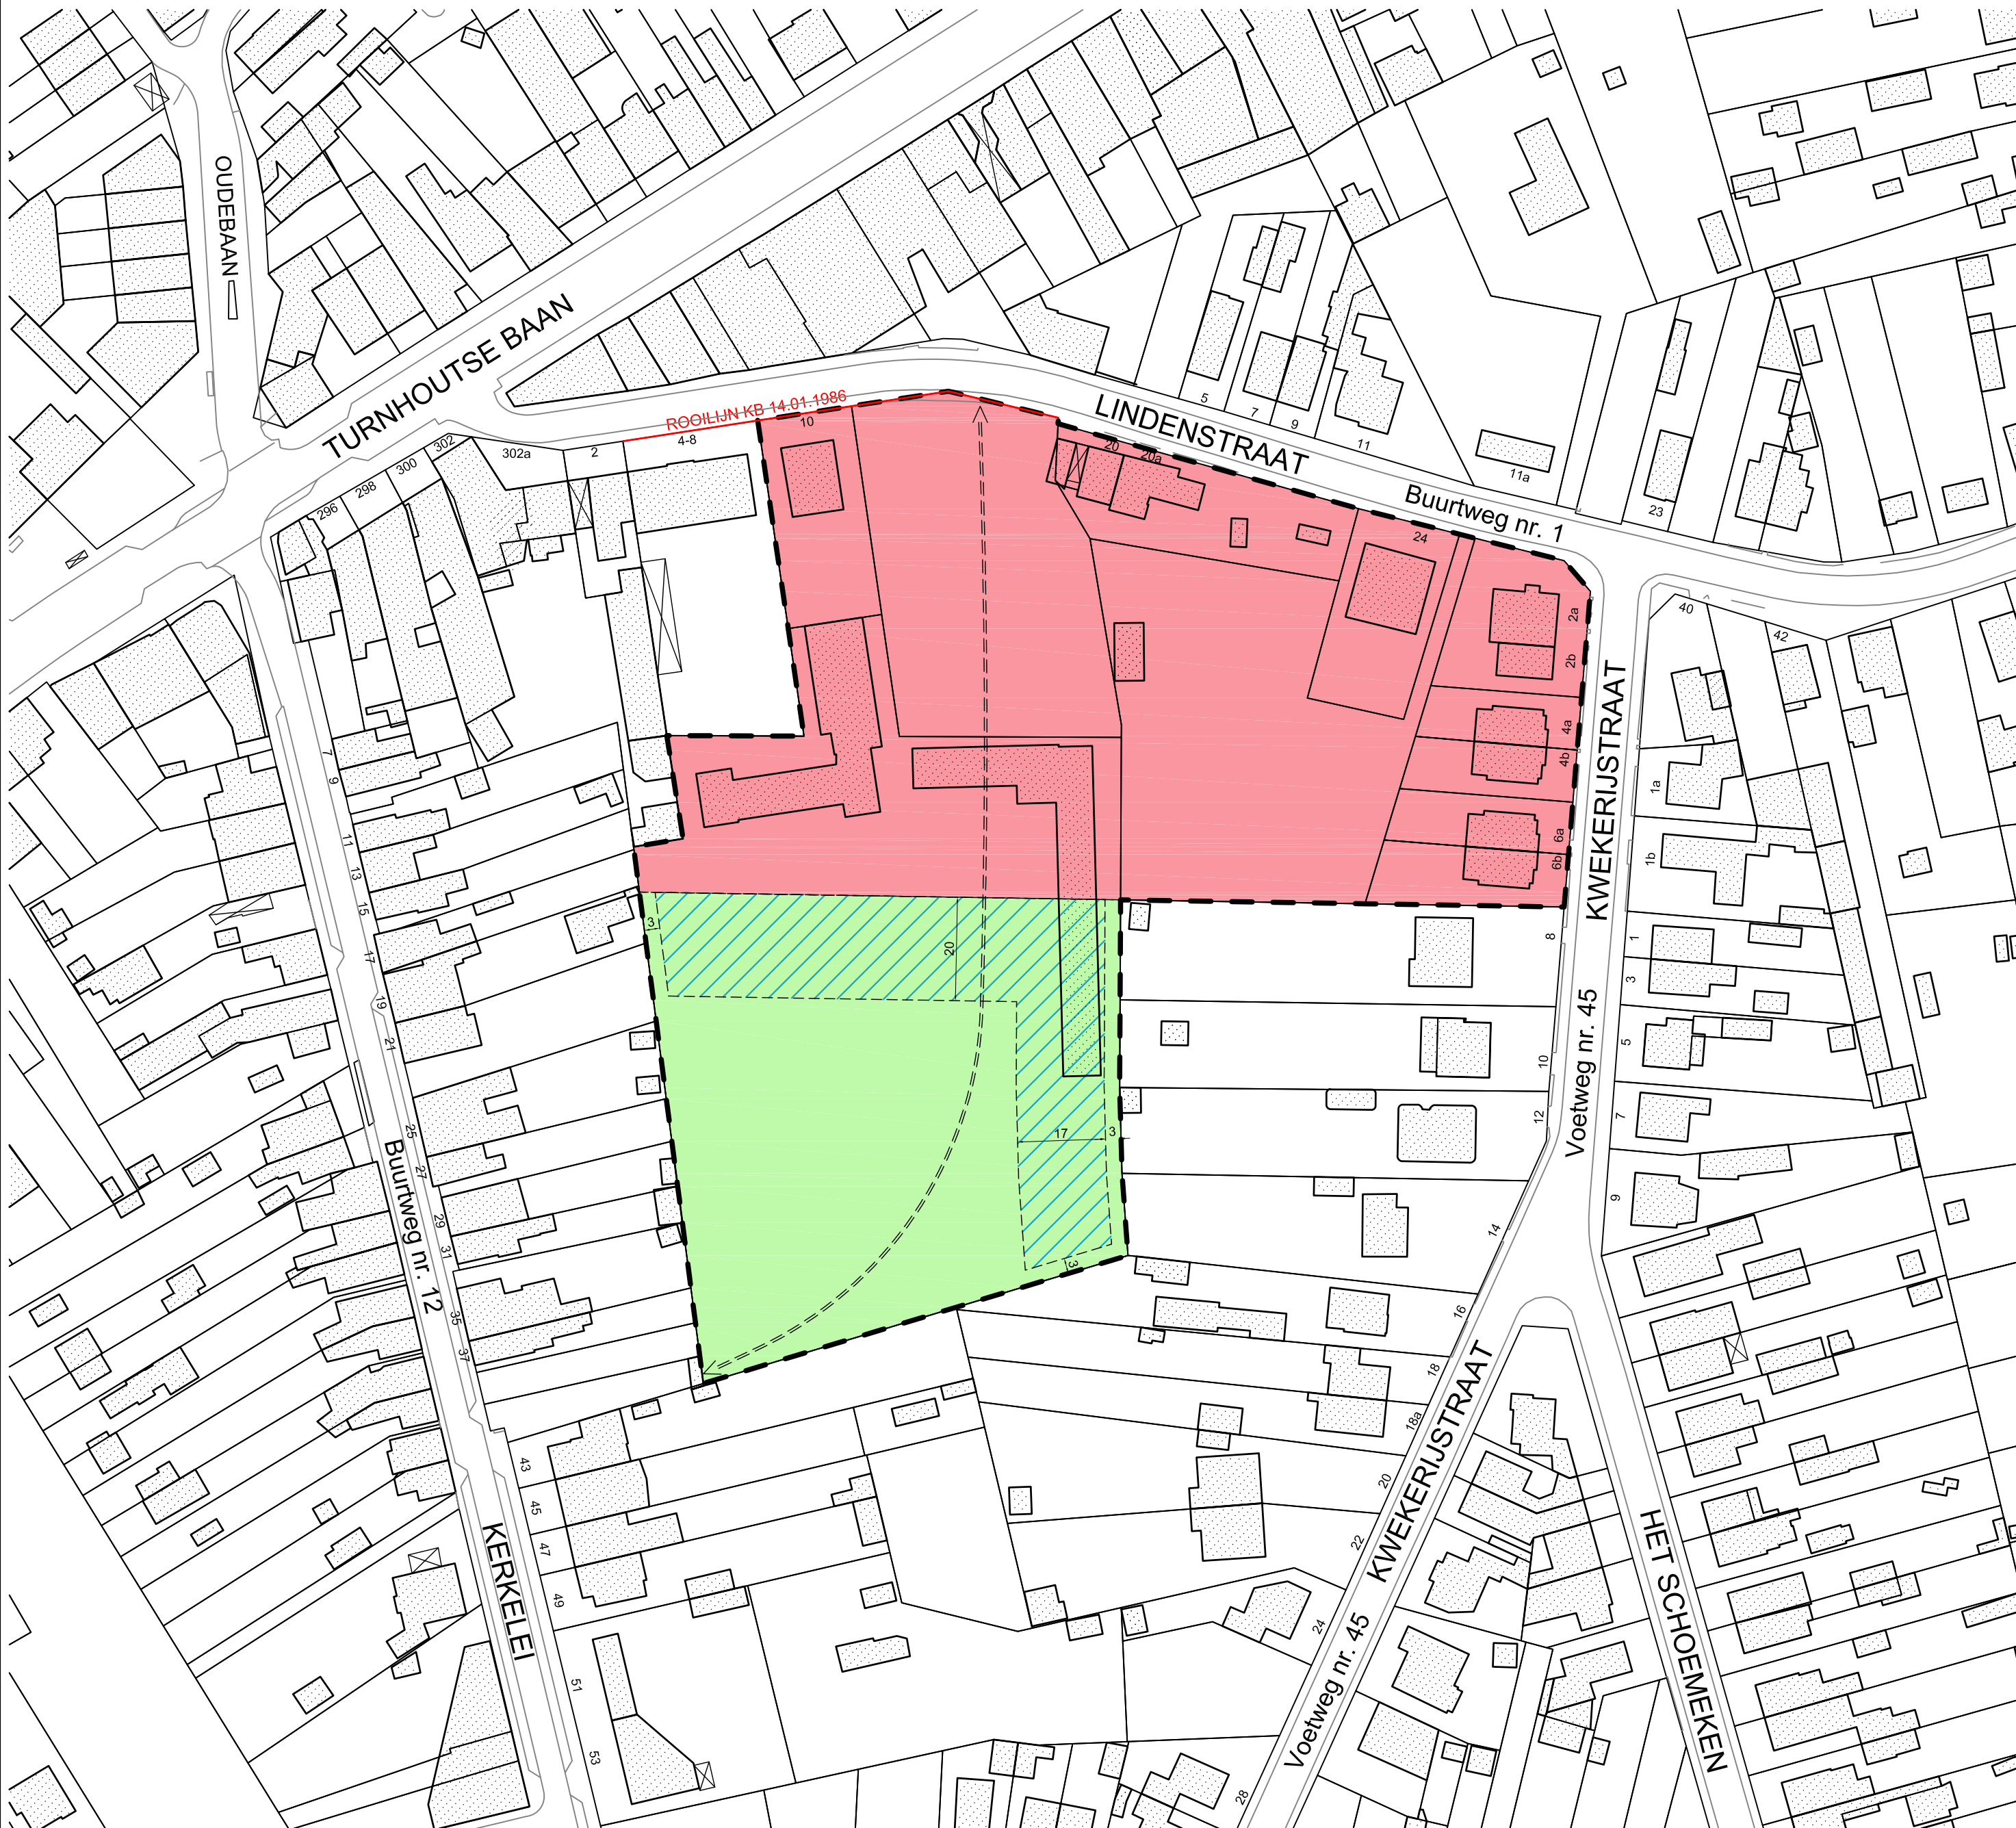 OUDEBAAN
TURNHOUTSE BAAN
ROOILIJN KB 14.01.1986
LINDENSTRAAT
Buurtweg nr. 1
296
298
300
302
302a
2
4-8
10
20
20a
24
5
7
9
11
11a
23
40
42
2a
2b
4a
4b
6a
6b
KWEKERIJSTRAAT
1a
1b
1
3
5
7
9
8
10
12
14
16
18
18a
20
22
24
28
Voetweg nr. 45
KWEKERIJSTRAAT
Voetweg nr. 45
HET SCHOEMEKEN
3
20
17
3
3
7
9
11
13
15
17
19
21
25
27
29
31
35
37
43
45
47
49
51
53
Buurtweg nr. 12
KERKELEI